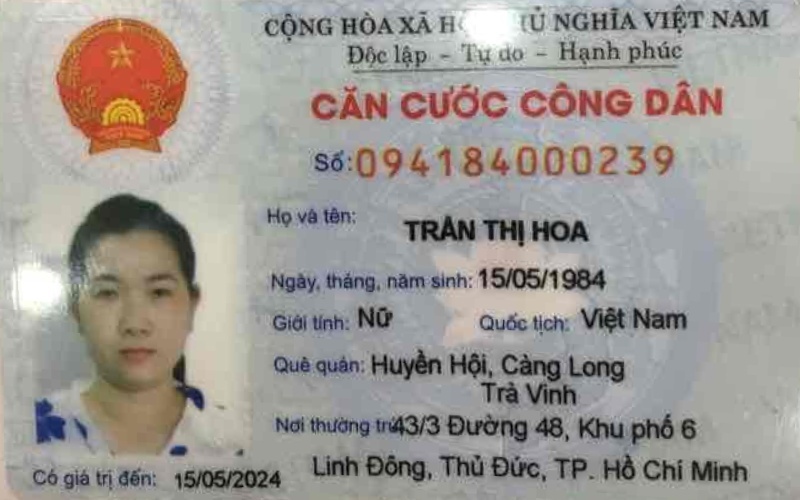 CỘNG HÒA XÃ HỦ NGHĨA VIỆT NAM
Độc lập - Tự do - Hạnh phúc
CĂN CƯỚC CÔNG DÂN
Số: 094184000239
Họ và tên: TRẦN THỊ HOA
Ngày, tháng, năm sinh: 15/05/1984
Giới tính: Nữ Quốc tịch: Việt Nam
Quê quán: Huyền Hội, Càng Long
Trà Vinh
Nơi thường trú 43/3 Đường 48, Khu phố 6
Linh Đông, Thủ Đức, TP. Hồ Chí Minh
Có giá trị đến: 15/05/2024